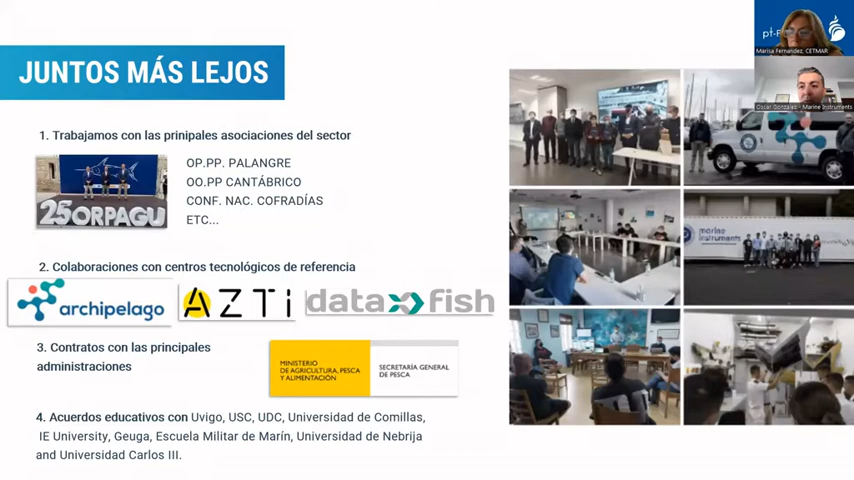 JUNTOS MÁS LEJOS
1. Trabajamos con las prinipales asociaciones del sector
25 ORPAGU
OP.PP. PALANGRE
OO.PP CANTÁBRICO
CONF. NAC. COFRADÍAS
ETC...
2. Colaboraciones con centros tecnológicos de referencia
archipelago
AZTi
data fish
3. Contratos con las principales
administraciones
MINISTERIO
DE AGRICULTURA, PESCA
Y ALIMENTACIÓN
SECRETARÍA GENERAL
DE PESCA
4. Acuerdos educativos con Uvigo, USC, UDC, Universidad de Comillas,
IE University, Geuga, Escuela Militar de Marín, Universidad de Nebrija
and Universidad Carlos III.
marine
instruments
Marisa Fernandez, CETMAR
Oscar Gonzalez - Marine Instruments